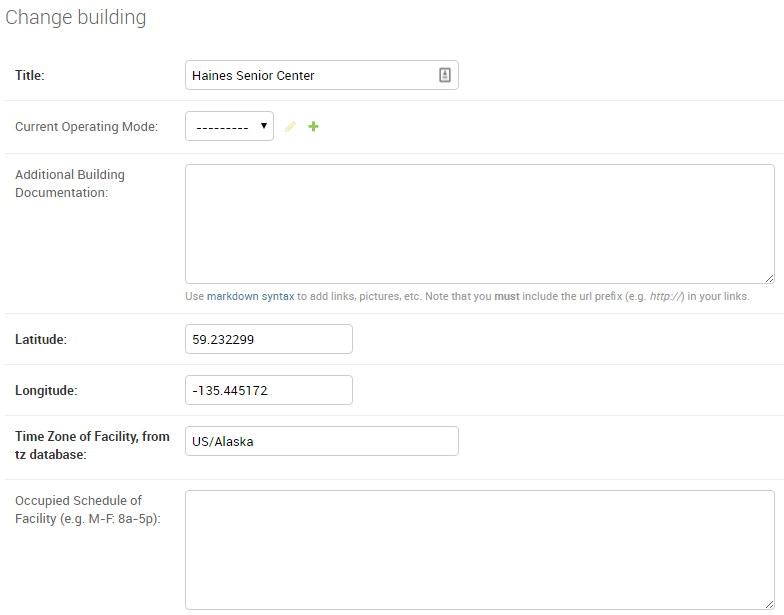 Change building
Title:
Haines Senior Center
Current Operating Mode:
---------
Additional Building
Documentation:
Use markdown syntax to add links, pictures, etc. Note that you must include the url prefix (e.g. http://) in your links.
Latitude:
59.232299
Longitude:
-135.445172
Time Zone of Facility, from
tz database:
US/Alaska
Occupied Schedule of
Facility (e.g. M-F: 8a-5p):